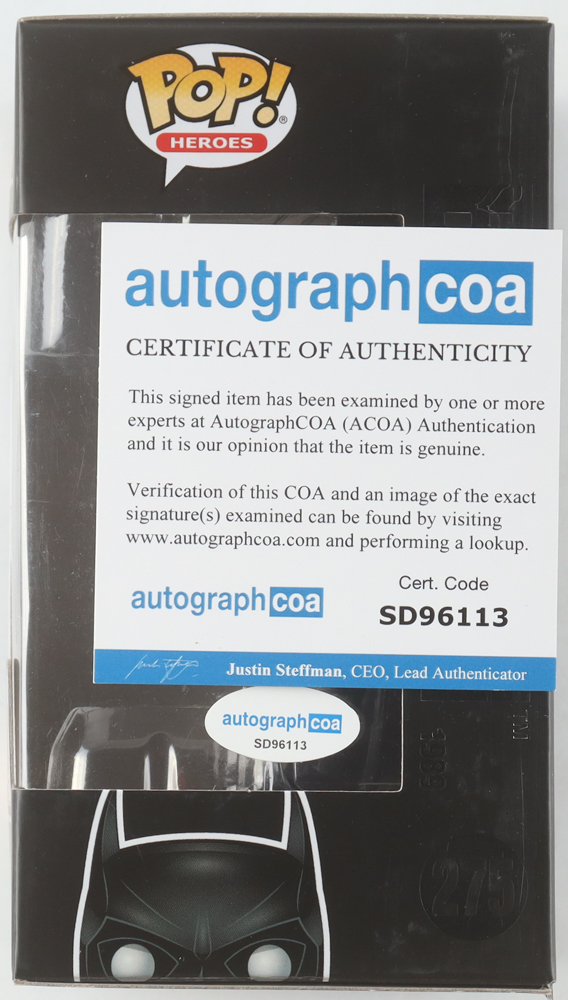 POP!
HEROES
autographcoa
CERTIFICATE OF AUTHENTICITY
This signed item has been examined by one or more
experts at AutographCOA (ACOA) Authentication
and it is our opinion that the item is genuine.
Verification of this COA and an image of the exact
signature(s) examined can be found by visiting
www.autographcoa.com and performing a lookup.
autographcoa
Cert. Code
SD96113
Justin Steffman, CEO, Lead Authenticator
autographcoa
SD96113
1989
275